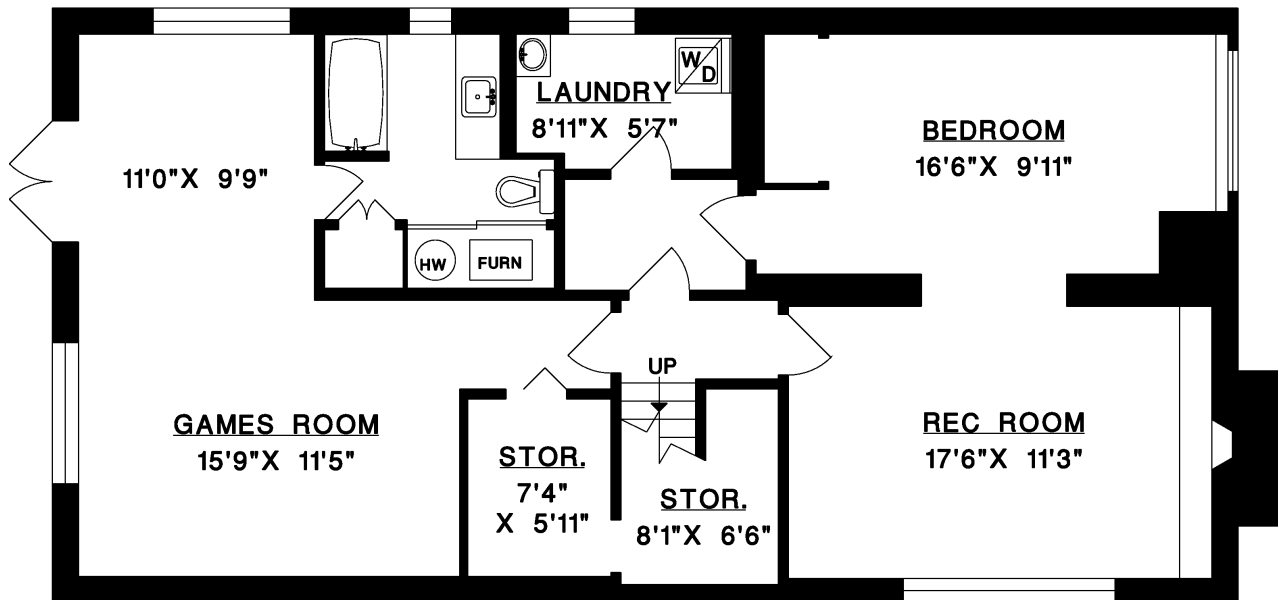 LAUNDRY
8'11"X 5'7"
W
D
BEDROOM
16'6"X 9'11"
11'0"X 9'9"
HW
FURN
UP
GAMES ROOM
15'9"X 11'5"
STOR.
7'4"
X 5'11"
STOR.
8'1"X 6'6"
REC ROOM
17'6"X 11'3"